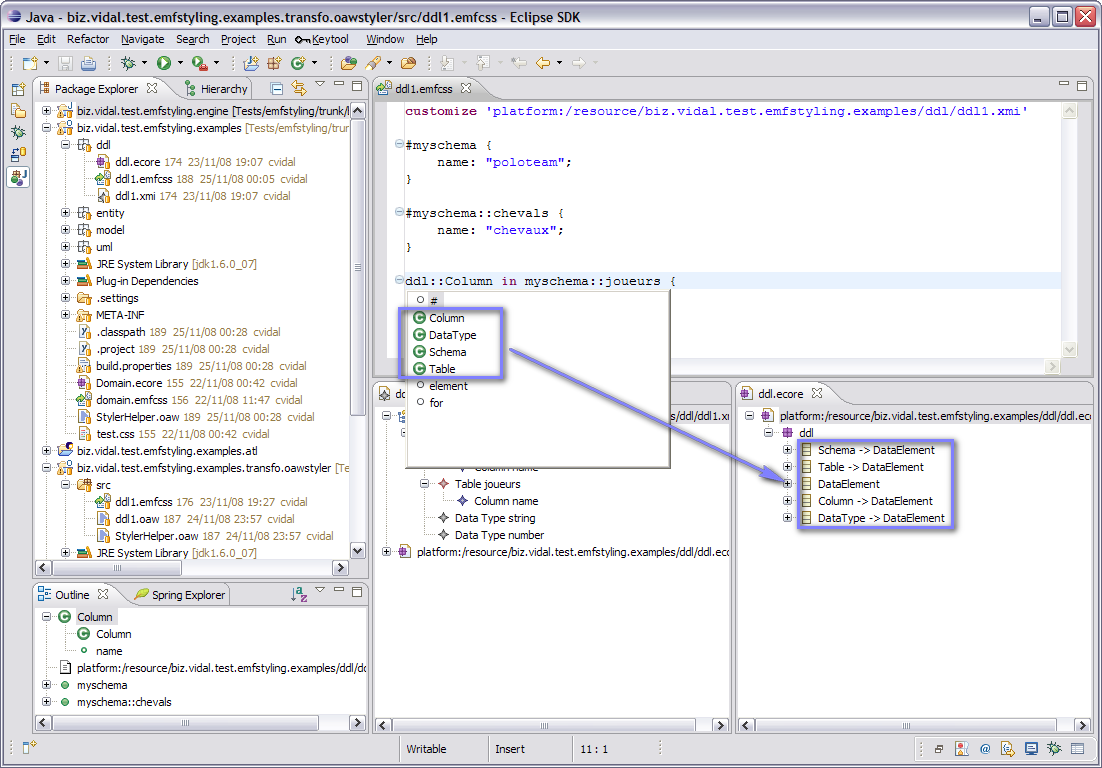 Java - biz.vidal.test.emfstyling.examples.transfo.oawstyler/src/ddl1.emfcss - Eclipse SDK
File Edit Refactor Navigate Search Project Run Keytool Window Help
Package Explorer Hierarchy
biz.vidal.test.emfstyling.engine [Tests/emfstyling/trunk/
biz.vidal.test.emfstyling.examples [Tests/emfstyling/trun
ddl
ddl.ecore 174 23/11/08 19:07 cvidal
ddl1.emfcss 188 25/11/08 00:05 cvidal
ddl1.xmi 174 23/11/08 19:07 cvidal
entity
model
uml
JRE System Library [jdk1.6.0_07]
Plug-in Dependencies
.settings
META-INF
.classpath 189 25/11/08 00:28 cvidal
.project 189 25/11/08 00:28 cvidal
build.properties 189 25/11/08 00:28 cvidal
Domain.ecore 155 22/11/08 00:42 cvidal
domain.emfcss 156 22/11/08 11:47 cvidal
StylerHelper.oaw 189 25/11/08 00:28 cvidal
test.css 155 22/11/08 00:42 cvidal
biz.vidal.test.emfstyling.examples.atl
biz.vidal.test.emfstyling.examples.transfo.oawstyler [Te
src
ddl1.emfcss 176 23/11/08 19:27 cvidal
ddl1.oaw 187 24/11/08 23:57 cvidal
StylerHelper.oaw 187 24/11/08 23:57 cvidal
JRE System Library [jdk1.6.0_07]
Outline Spring Explorer
Column
Column
name
platform:/resource/biz.vidal.test.emfstyling.examples/ddl/dd
myschema
myschema::chevals
ddl1.emfcss
customize 'platform:/resource/biz.vidal.test.emfstyling.examples/ddl/ddl1.xmi'
#myschema {
name: "poloteam";
}
#myschema::chevals {
name: "chevaux";
}
ddl::Column in myschema::joueurs {
#
Column
DataType
Schema
Table
element
for
s/ddl/ddl1.xm
Column name
Table joueurs
Column name
Data Type string
Data Type number
platform:/resource/biz.vidal.test.emfstyling.examples/ddl/ddl.eco
ddl.ecore
platform:/resource/biz.vidal.test.emfstyling.examples/ddl/ddl.eco
ddl
Schema -> DataElement
Table -> DataElement
DataElement
Column -> DataElement
DataType -> DataElement
Writable Insert 11 : 1